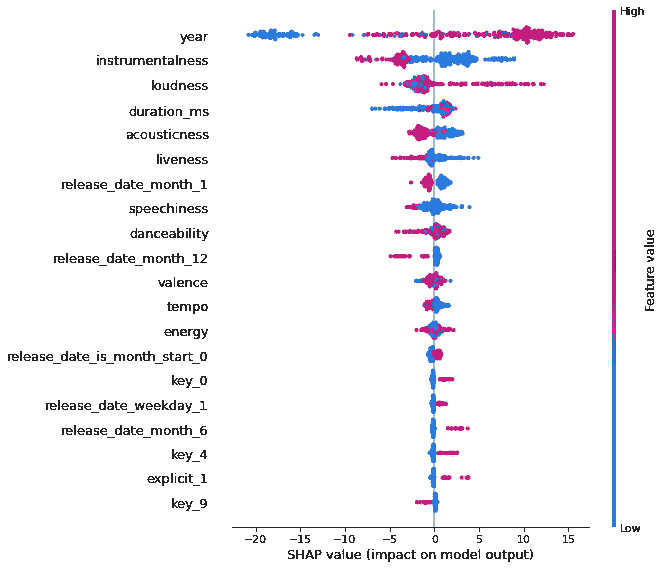 High
year
instrumentalness
loudness
duration_ms
acousticness
liveness
release_date_month_1
speechiness
danceability
release_date_month_12
valence
tempo
energy
release_date_is_month_start_0
key_0
release_date_weekday_1
release_date_month_6
key_4
explicit_1
key_9
Feature value
Low
−20 −15 −10 −5 0 5 10 15
SHAP value (impact on model output)